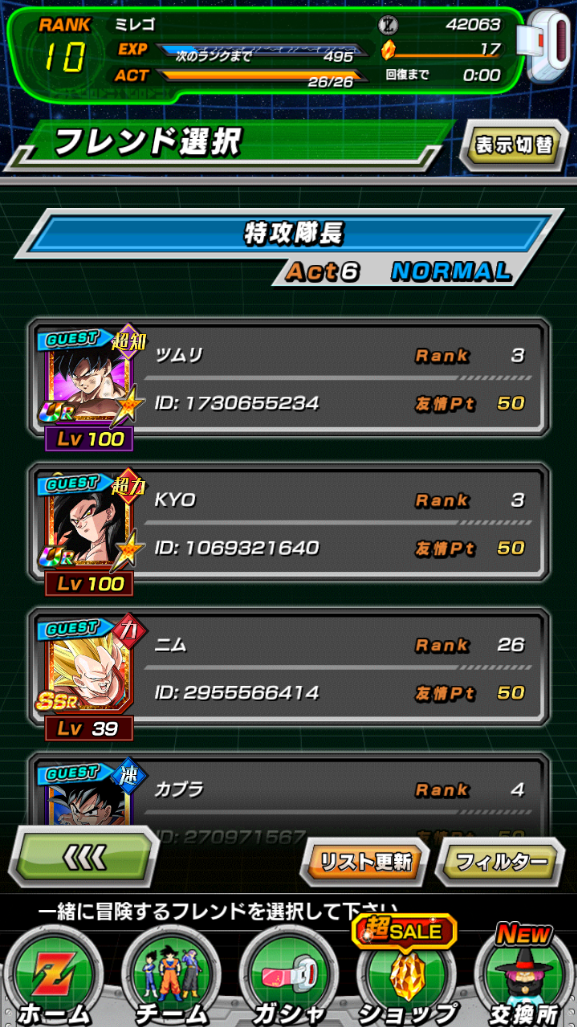 RANK ミレゴ 42063
10 EXP 次のランクまで 495 17
ACT 26/26 回復まで 0:00
フレンド選択 表示切替
特攻隊長
Act6 NORMAL
GUEST 超知 ツムリ Rank 3
UR ID: 1730655234 友情Pt 50
Lv 100
GUEST 超力 KYO Rank 3
UR ID: 1069321640 友情Pt 50
Lv 100
GUEST 力 ニム Rank 26
SSR ID: 2955566414 友情Pt 50
Lv 39
GUEST 速 カブラ Rank 4
ID: 270971567 友情Pt 50
リスト更新 フィルター
一緒に冒険するフレンドを選択して下さい
超SALE NEW
ホーム チーム ガシャ ショップ 交換所